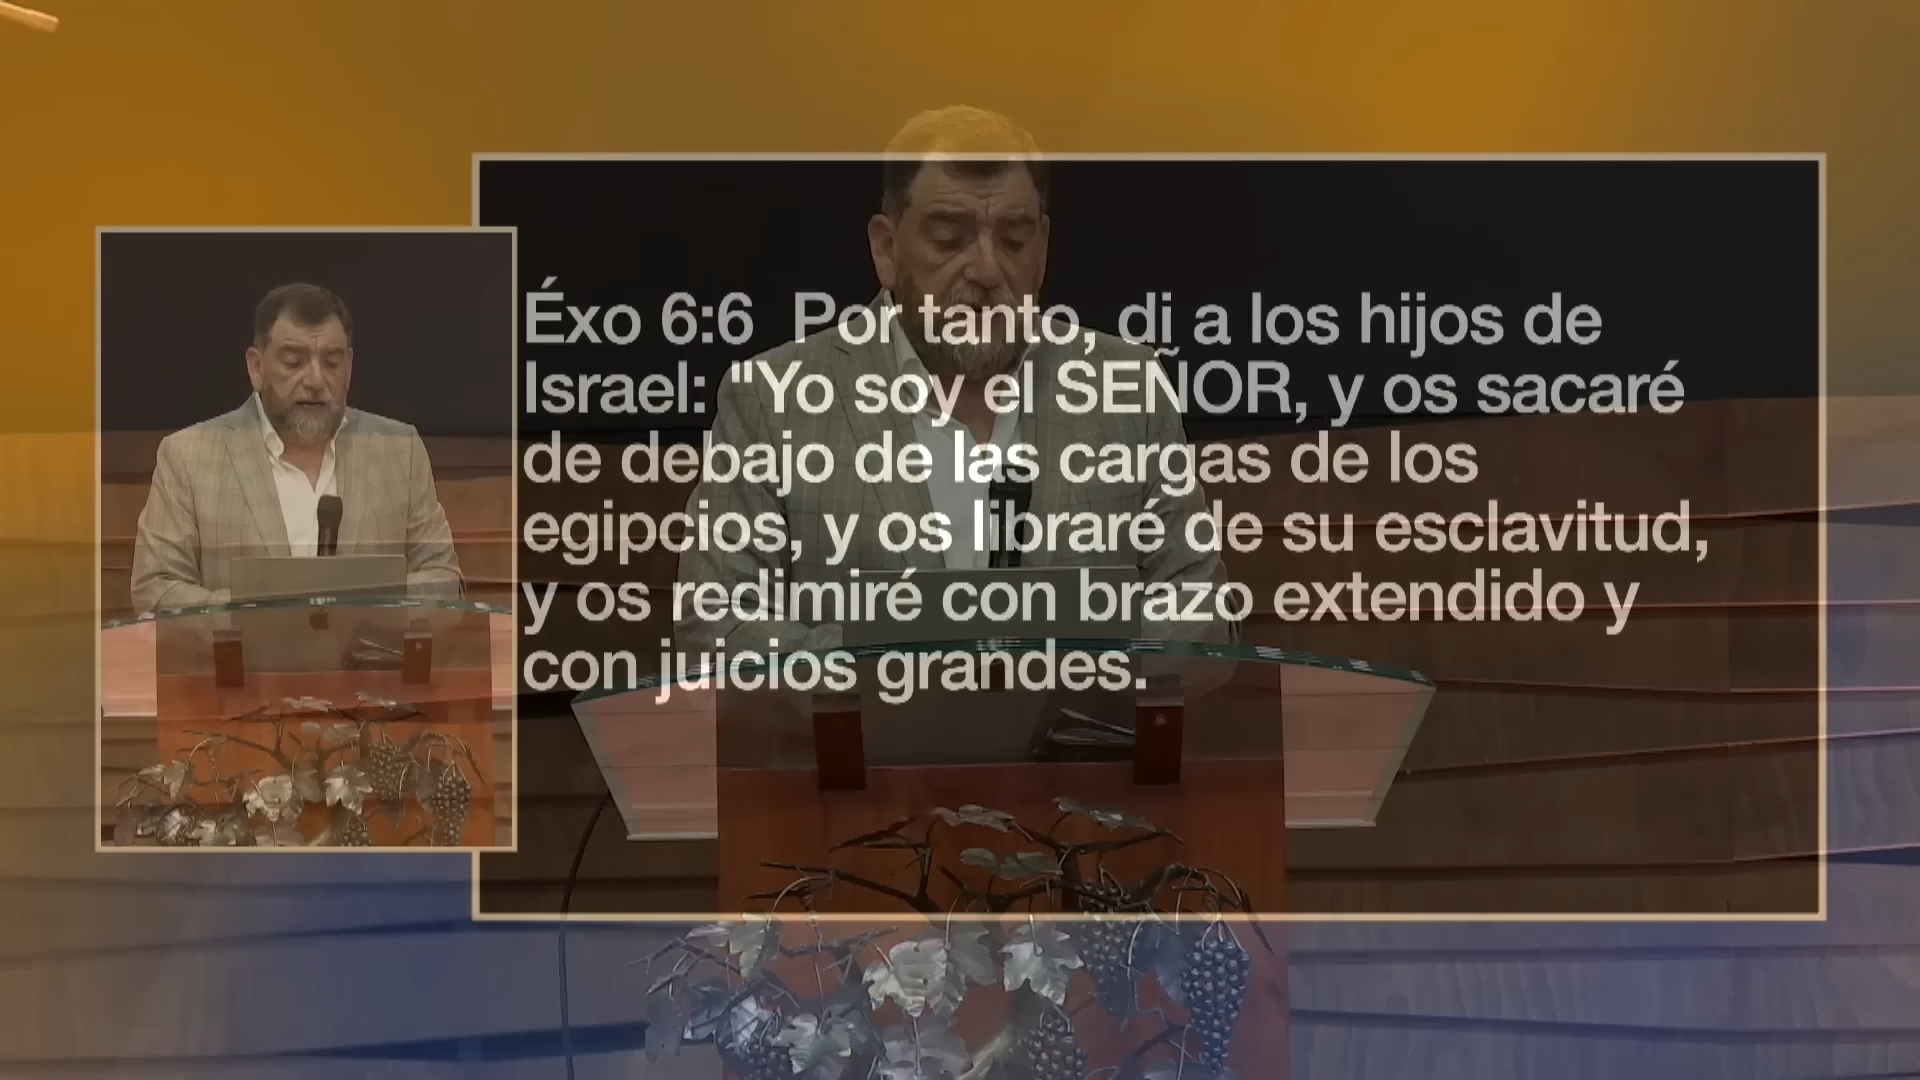 Éxo 6:6 Por tanto, di a los hijos de
Israel: "Yo soy el SEÑOR, y os sacaré
de debajo de las cargas de los
egipcios, y os libraré de su esclavitud,
y os redimiré con brazo extendido y
con juicios grandes.